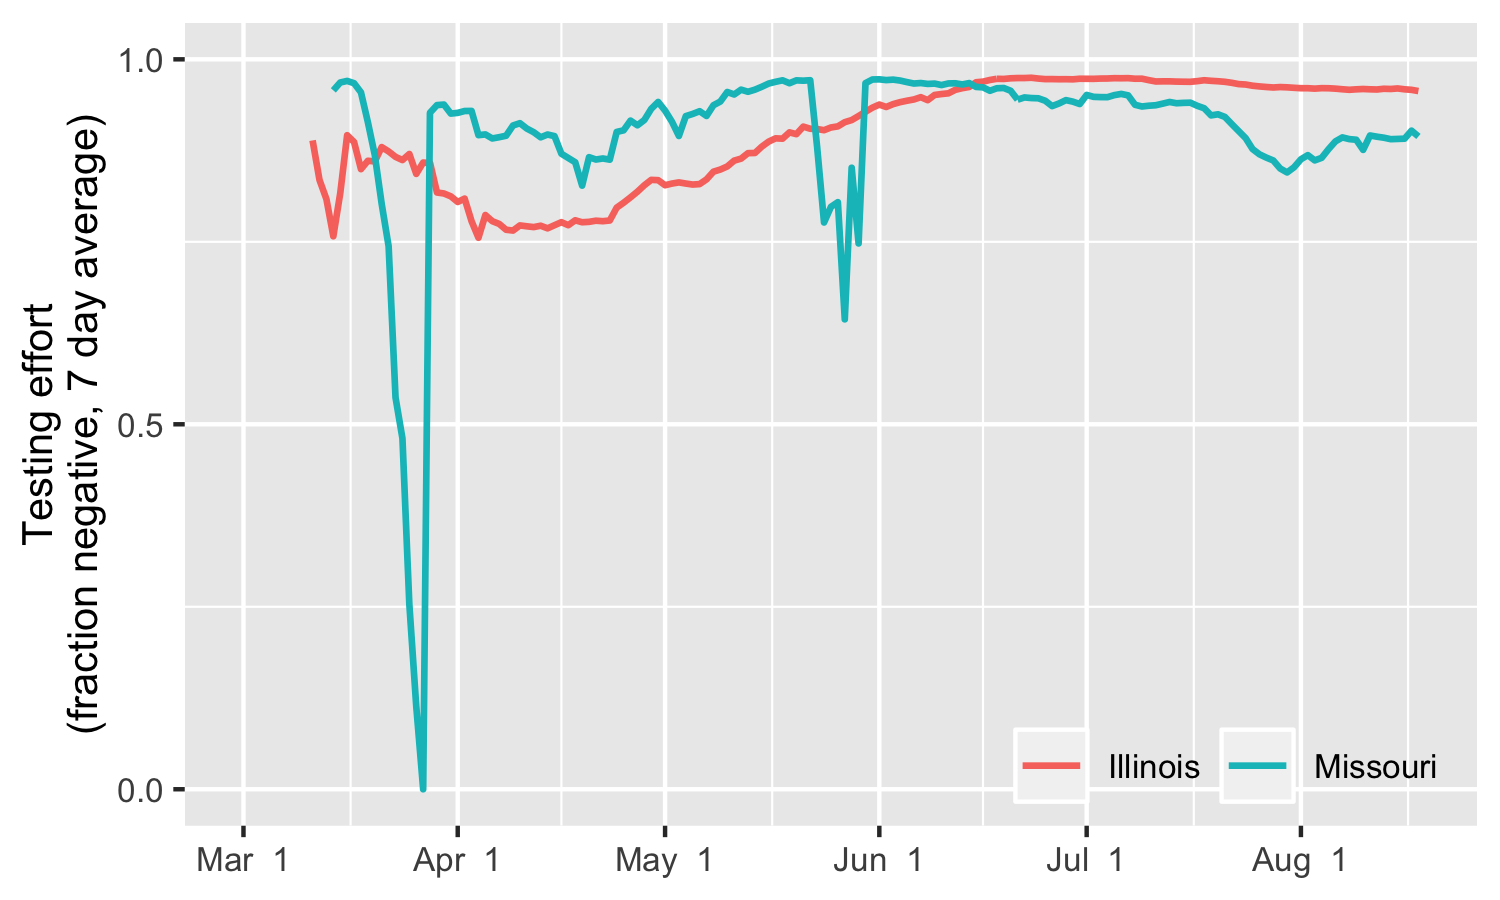 Testing effort
(fraction negative, 7 day average)
1.0
0.5
0.0
Mar 1
Apr 1
May 1
Jun 1
Jul 1
Aug 1
Illinois
Missouri